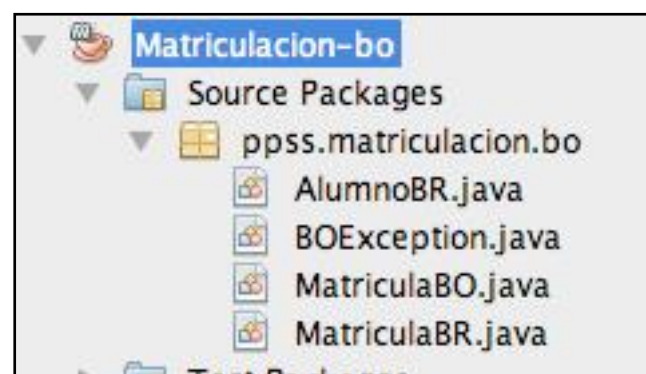 Matriculacion-bo
Source Packages
ppss.matriculacion.bo
AlumnoBR.java
BOException.java
MatriculaBO.java
MatriculaBR.java